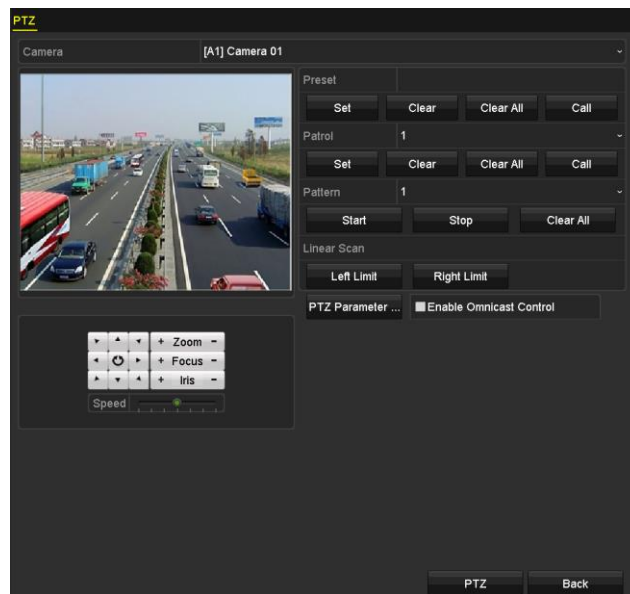 PTZ
Camera [A1] Camera 01
Preset
Set Clear Clear All Call
Patrol 1
Set Clear Clear All Call
Pattern 1
Start Stop Clear All
Linear Scan
Left Limit Right Limit
PTZ Parameter ... Enable Omnicast Control
+ Zoom -
+ Focus -
+ Iris -
Speed
PTZ Back